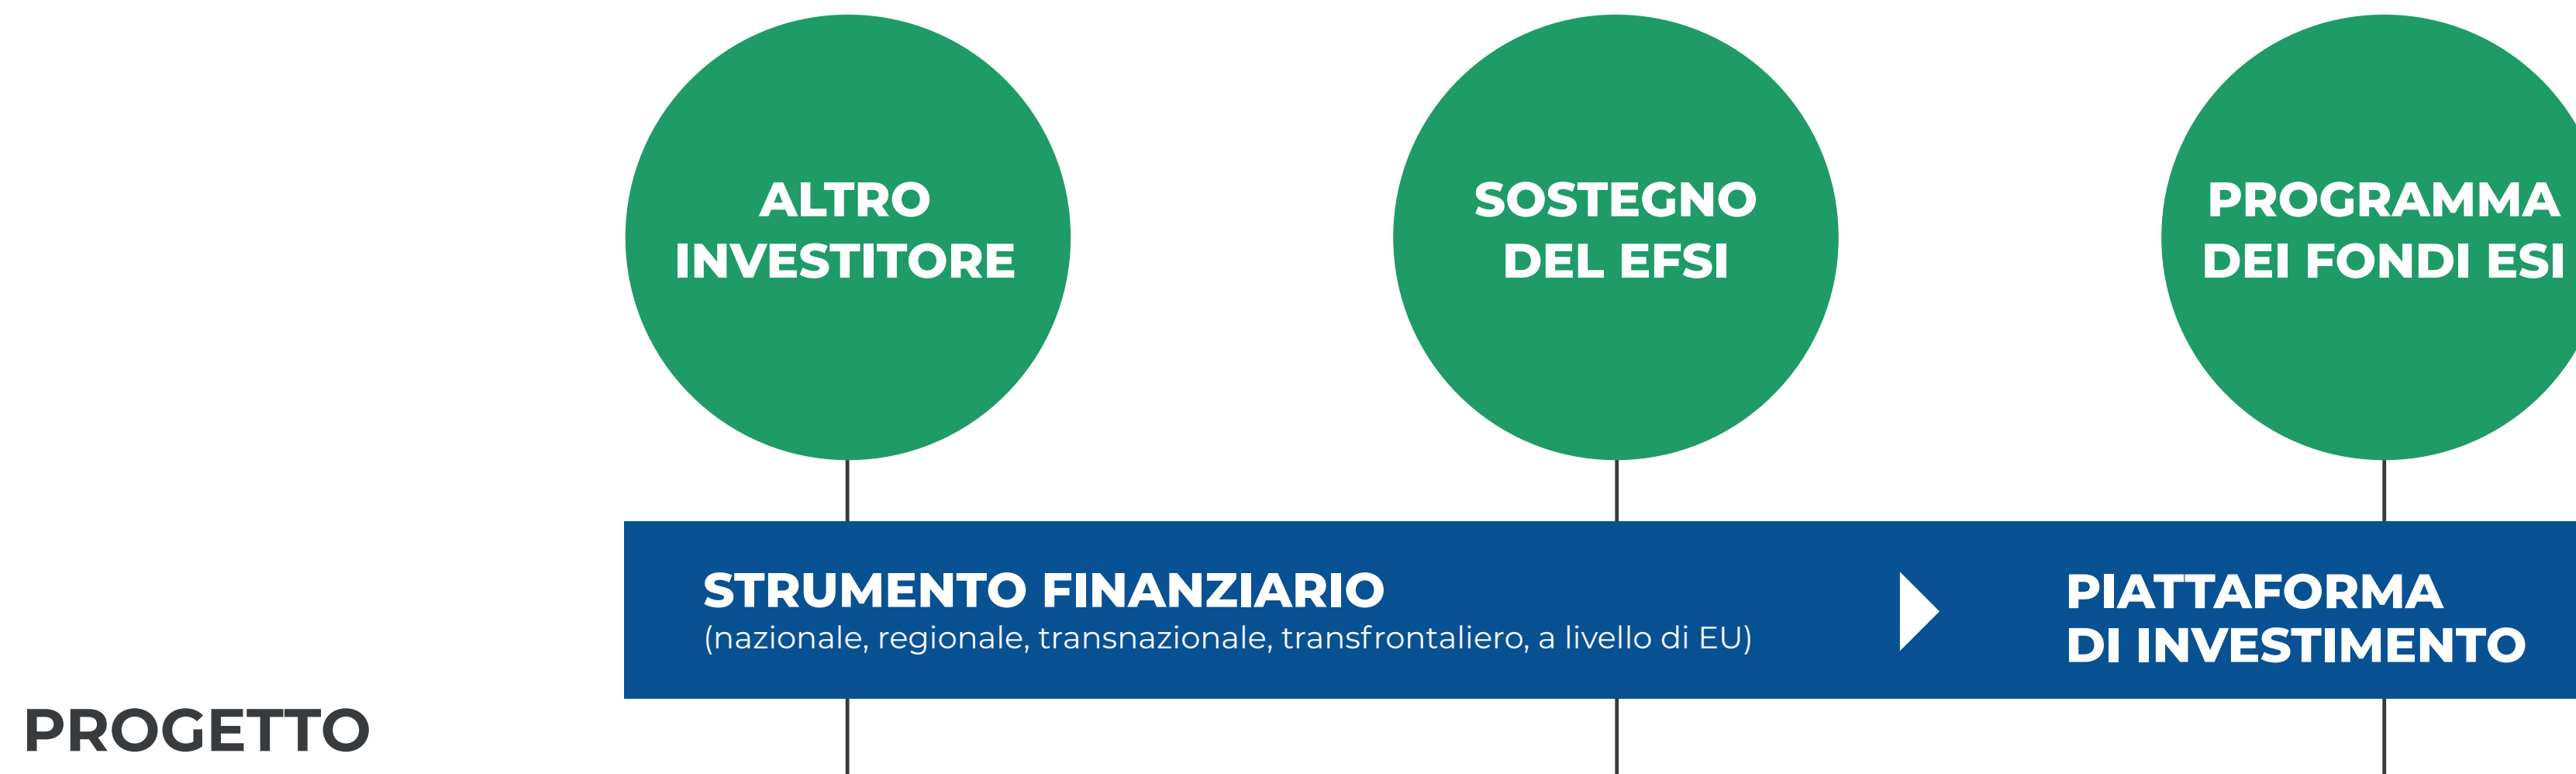 ALTRO
INVESTITORE
SOSTEGNO
DEL EFSI
PROGRAMMA
DEI FONDI ESI
STRUMENTO FINANZIARIO
(nazionale, regionale, transnazionale, transfrontaliero, a livello di EU)
PIATTAFORMA
DI INVESTIMENTO
PROGETTO